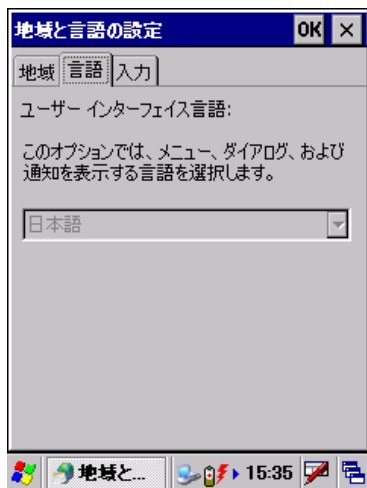 地域と言語の設定 OK ×
地域 言語 入力
ユーザー インターフェイス言語:
このオプションでは、メニュー、ダイアログ、および
通知を表示する言語を選択します。
日本語
地域と... 15:35